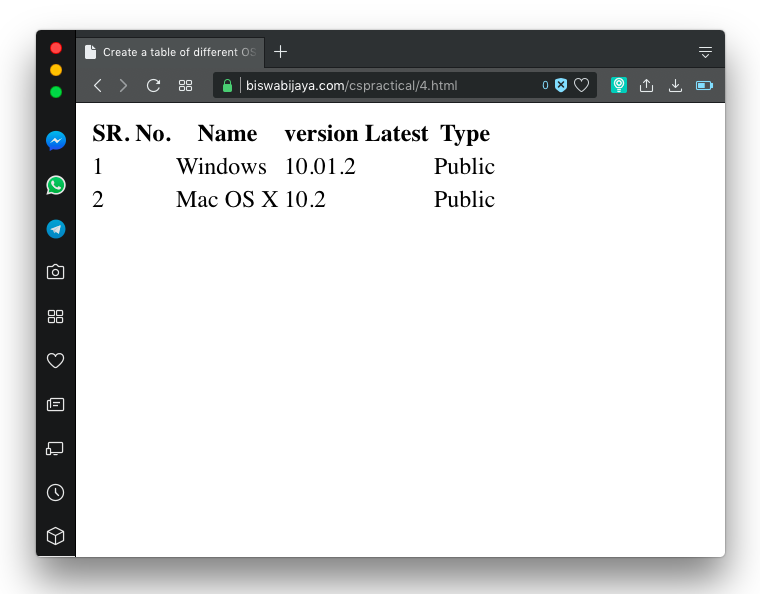 Create a table of different OS
biswabijaya.com/cspractical/4.html 0
SR. No. Name version Latest Type
1 Windows 10.01.2 Public
2 Mac OS X 10.2 Public